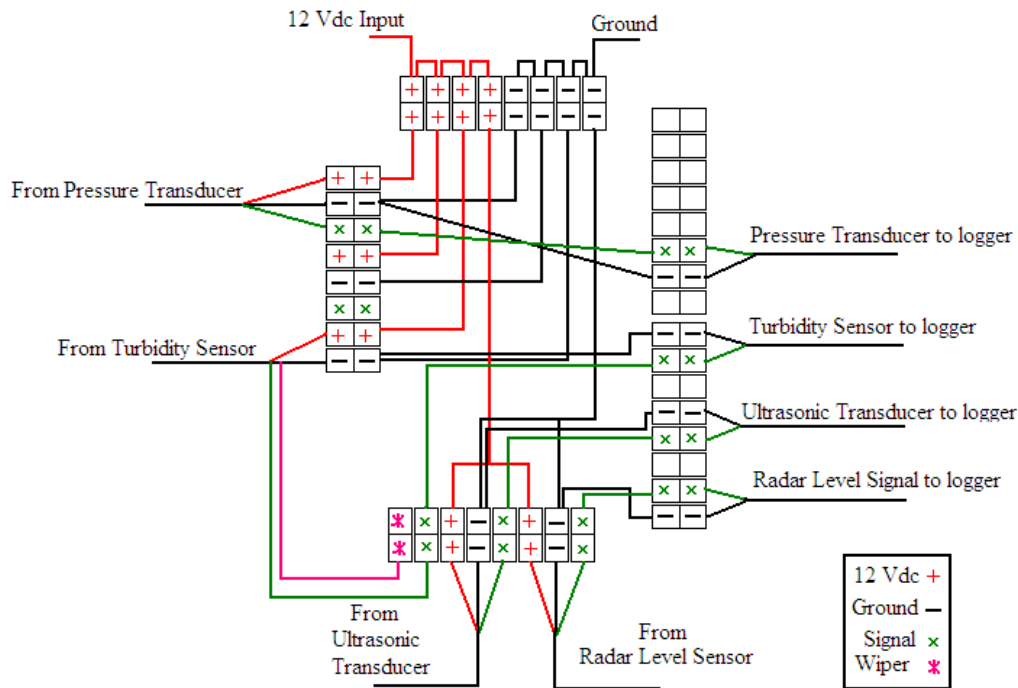 12 Vdc Input
Ground
From Pressure Transducer
Pressure Transducer to logger
Turbidity Sensor to logger
From Turbidity Sensor
Ultrasonic Transducer to logger
Radar Level Signal to logger
From
Ultrasonic
Transducer
From
Radar Level Sensor
12 Vdc +
Ground –
Signal ×
Wiper ж